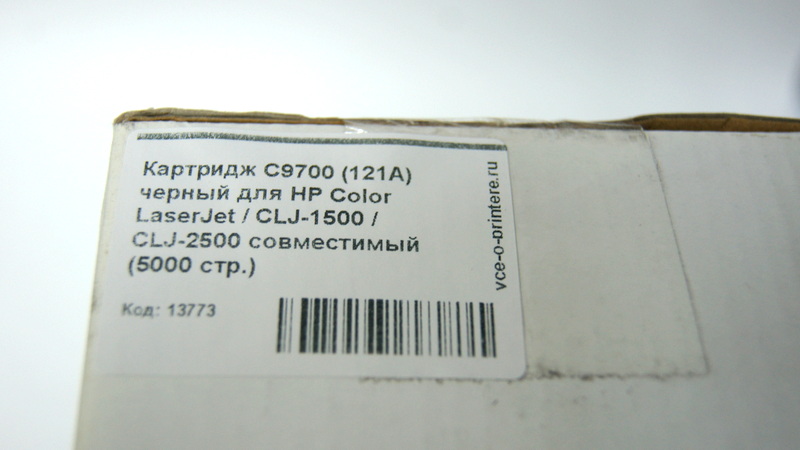 Картридж C9700 (121A)
черный для HP Color
LaserJet / CLJ-1500 /
CLJ-2500 совместимый
(5000 стр.)
Код: 13773
vce-o-printere.ru